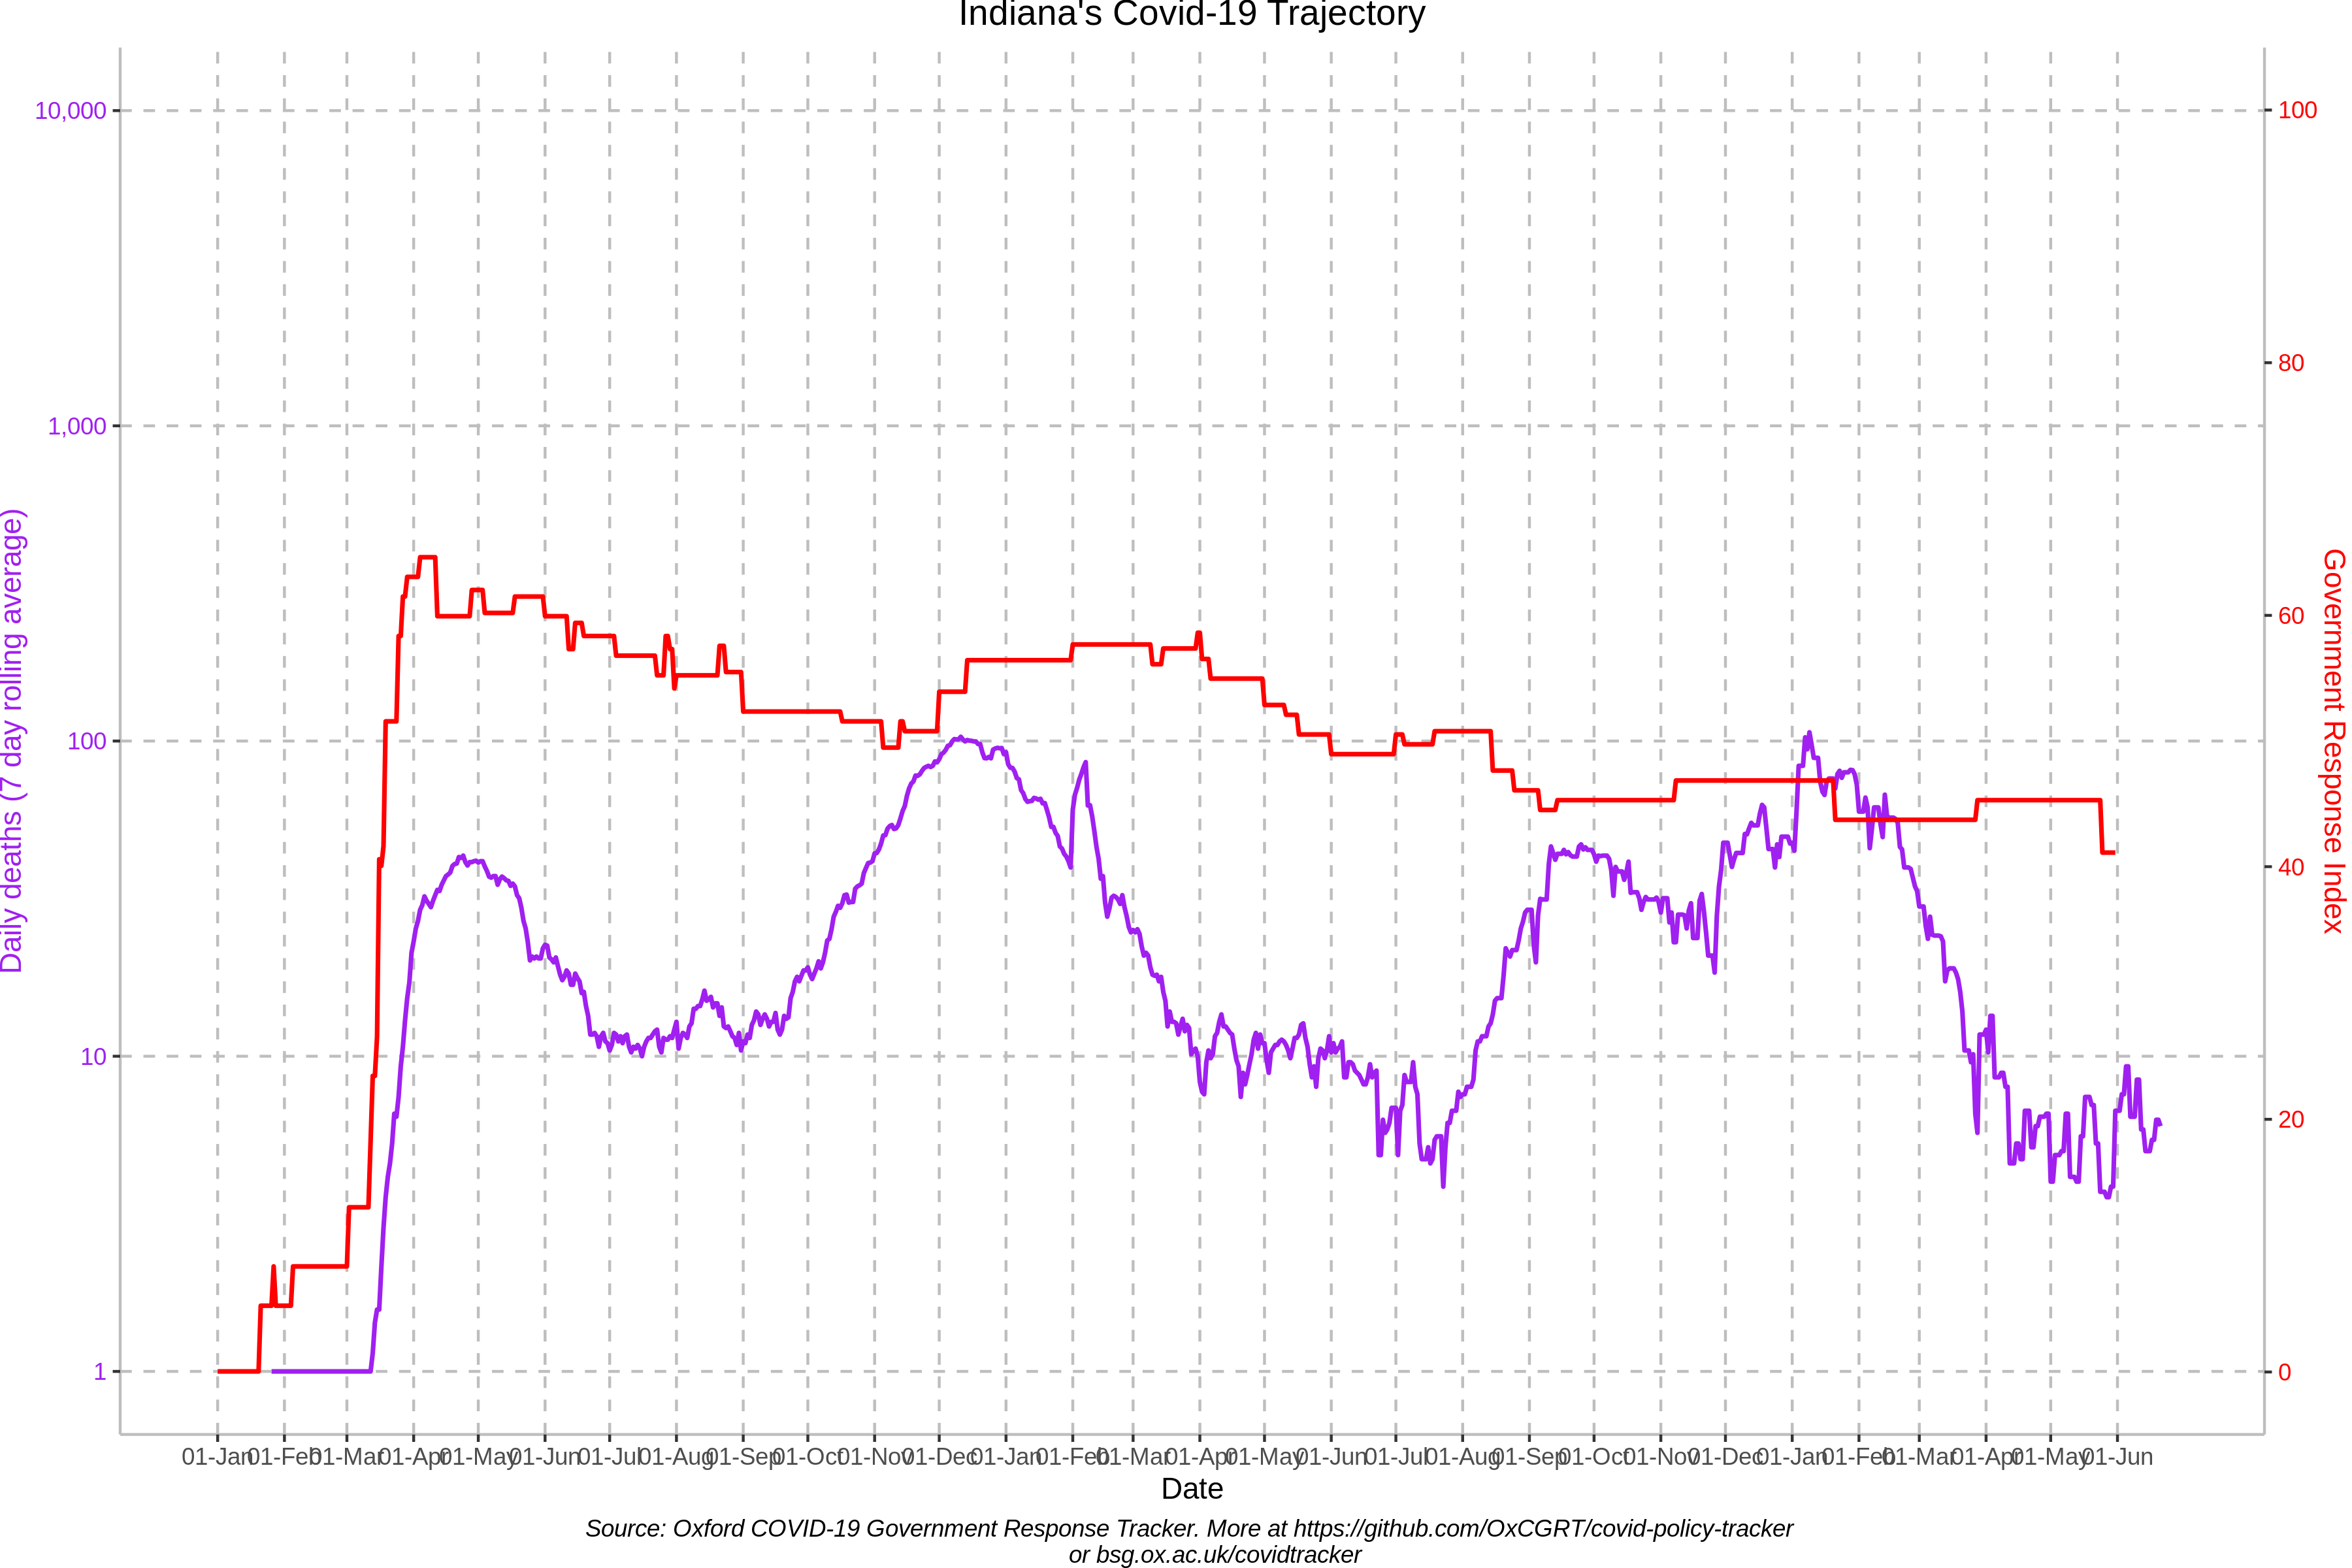 Indiana's Covid-19 Trajectory
10,000
1,000
100
10
1
Daily deaths (7 day rolling average)
100
80
60
40
20
0
Government Response Index
01-Jan 01-Feb 01-Mar 01-Apr 01-May 01-Jun 01-Jul 01-Aug 01-Sep 01-Oct 01-Nov 01-Dec 01-Jan 01-Feb 01-Mar 01-Apr 01-May 01-Jun 01-Jul 01-Aug 01-Sep 01-Oct 01-Nov 01-Dec 01-Jan 01-Feb 01-Mar 01-Apr 01-May 01-Jun
Date
Source: Oxford COVID-19 Government Response Tracker. More at https://github.com/OxCGRT/covid-policy-tracker
or bsg.ox.ac.uk/covidtracker